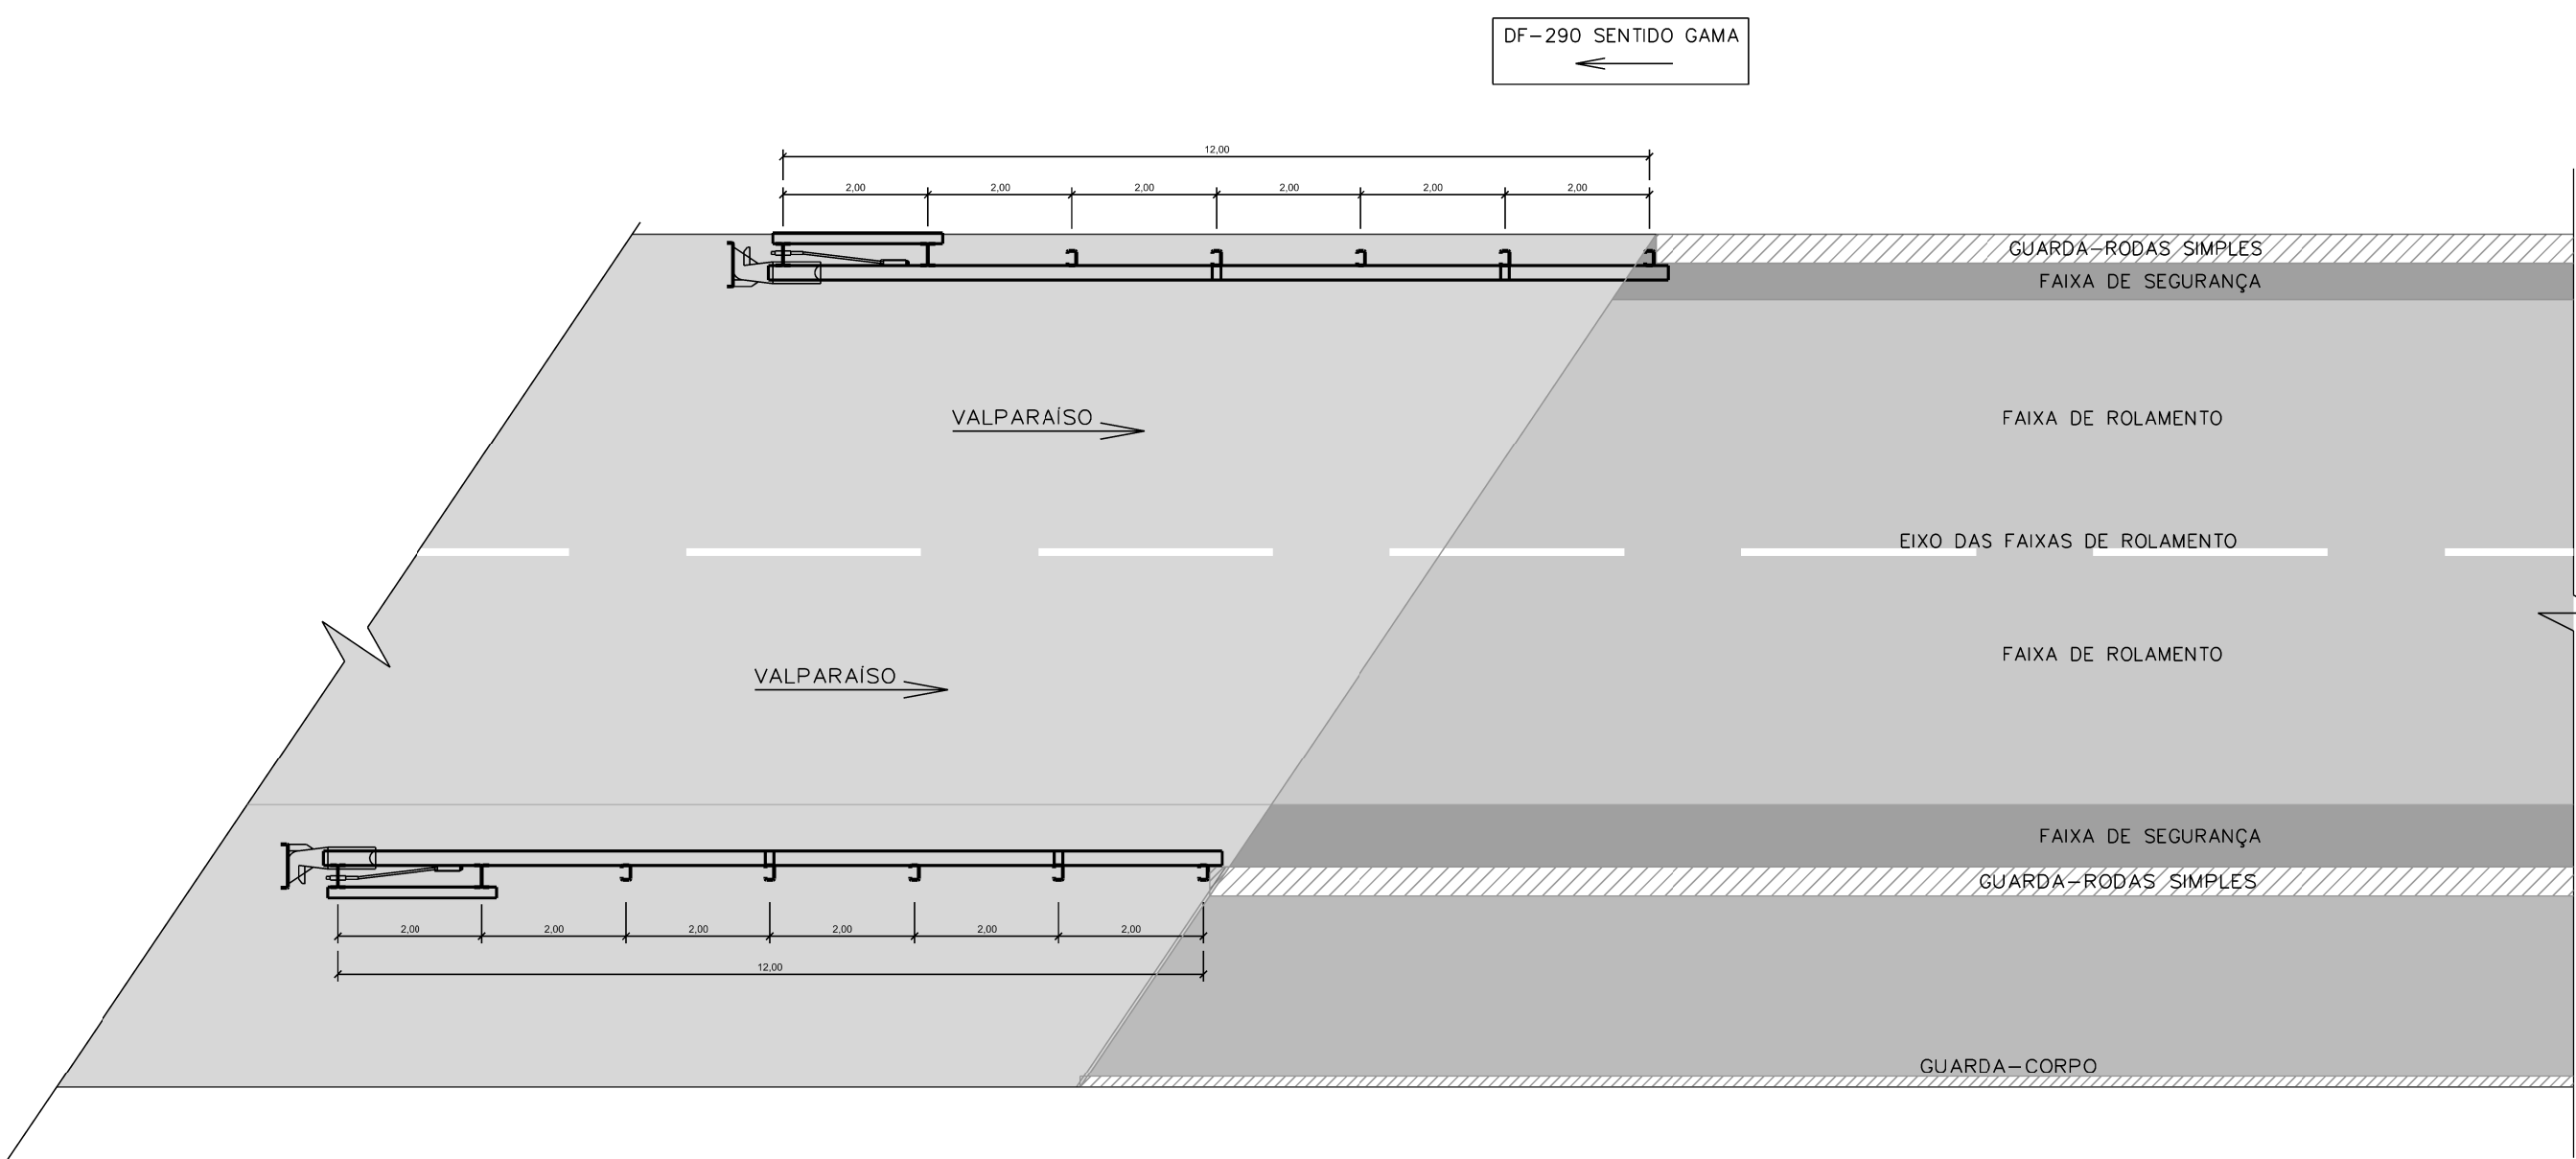 DF-290 SENTIDO GAMA
12,00
2,00 2,00 2,00 2,00 2,00 2,00
GUARDA-RODAS SIMPLES
FAIXA DE SEGURANÇA
VALPARAÍSO
FAIXA DE ROLAMENTO
EIXO DAS FAIXAS DE ROLAMENTO
FAIXA DE ROLAMENTO
VALPARAÍSO
FAIXA DE SEGURANÇA
GUARDA-RODAS SIMPLES
2,00 2,00 2,00 2,00 2,00 2,00
12,00
GUARDA-CORPO